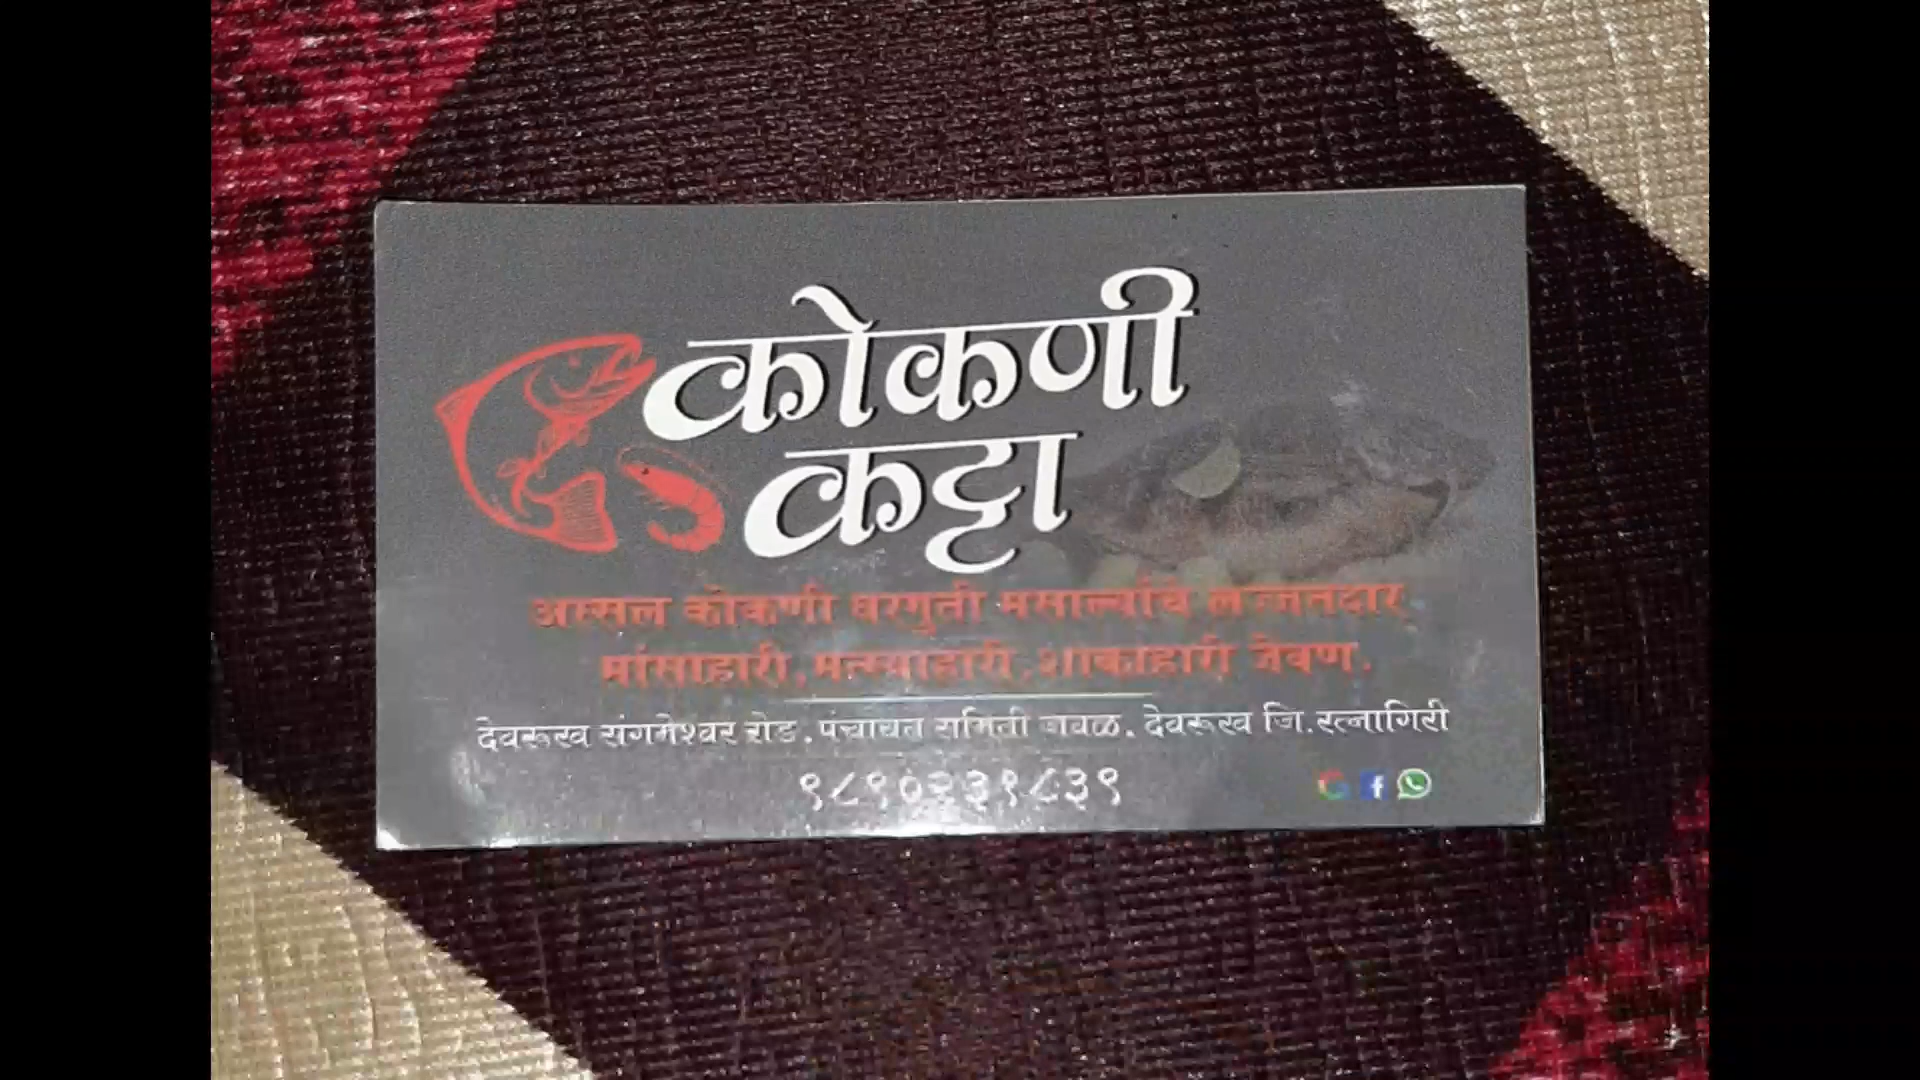 कोकणी
कट्टा
अस्सल कोकणी घरगुती मसाल्यांचे लज्जतदार
मांसाहारी, मत्स्याहारी, शाकाहारी जेवण.
देवरूख संगमेश्वर रोड, पंचायत समिती जवळ, देवरूख जि. रत्नागिरी
९८९०२३९८३९